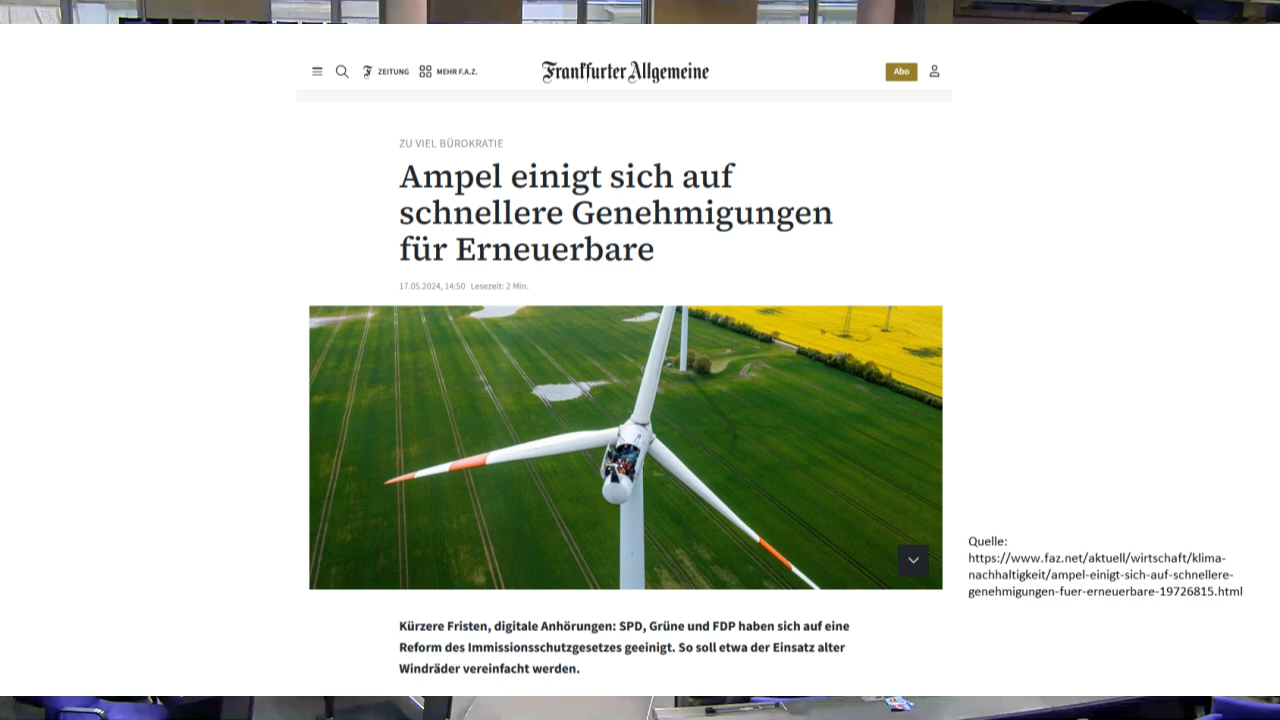 ZEITUNG
MEHR F.A.Z.
Frankfurter Allgemeine
Abo
ZU VIEL BÜROKRATIE
Ampel einigt sich auf
schnellere Genehmigungen
für Erneuerbare
17.05.2024, 14:50 Lesezeit: 2 Min.
Quelle:
https://www.faz.net/aktuell/wirtschaft/klima-
nachhaltigkeit/ampel-einigt-sich-auf-schnellere-
genehmigungen-fuer-erneuerbare-19726815.html
Kürzere Fristen, digitale Anhörungen: SPD, Grüne und FDP haben sich auf eine
Reform des Immissionsschutzgesetzes geeinigt. So soll etwa der Einsatz alter
Windräder vereinfacht werden.